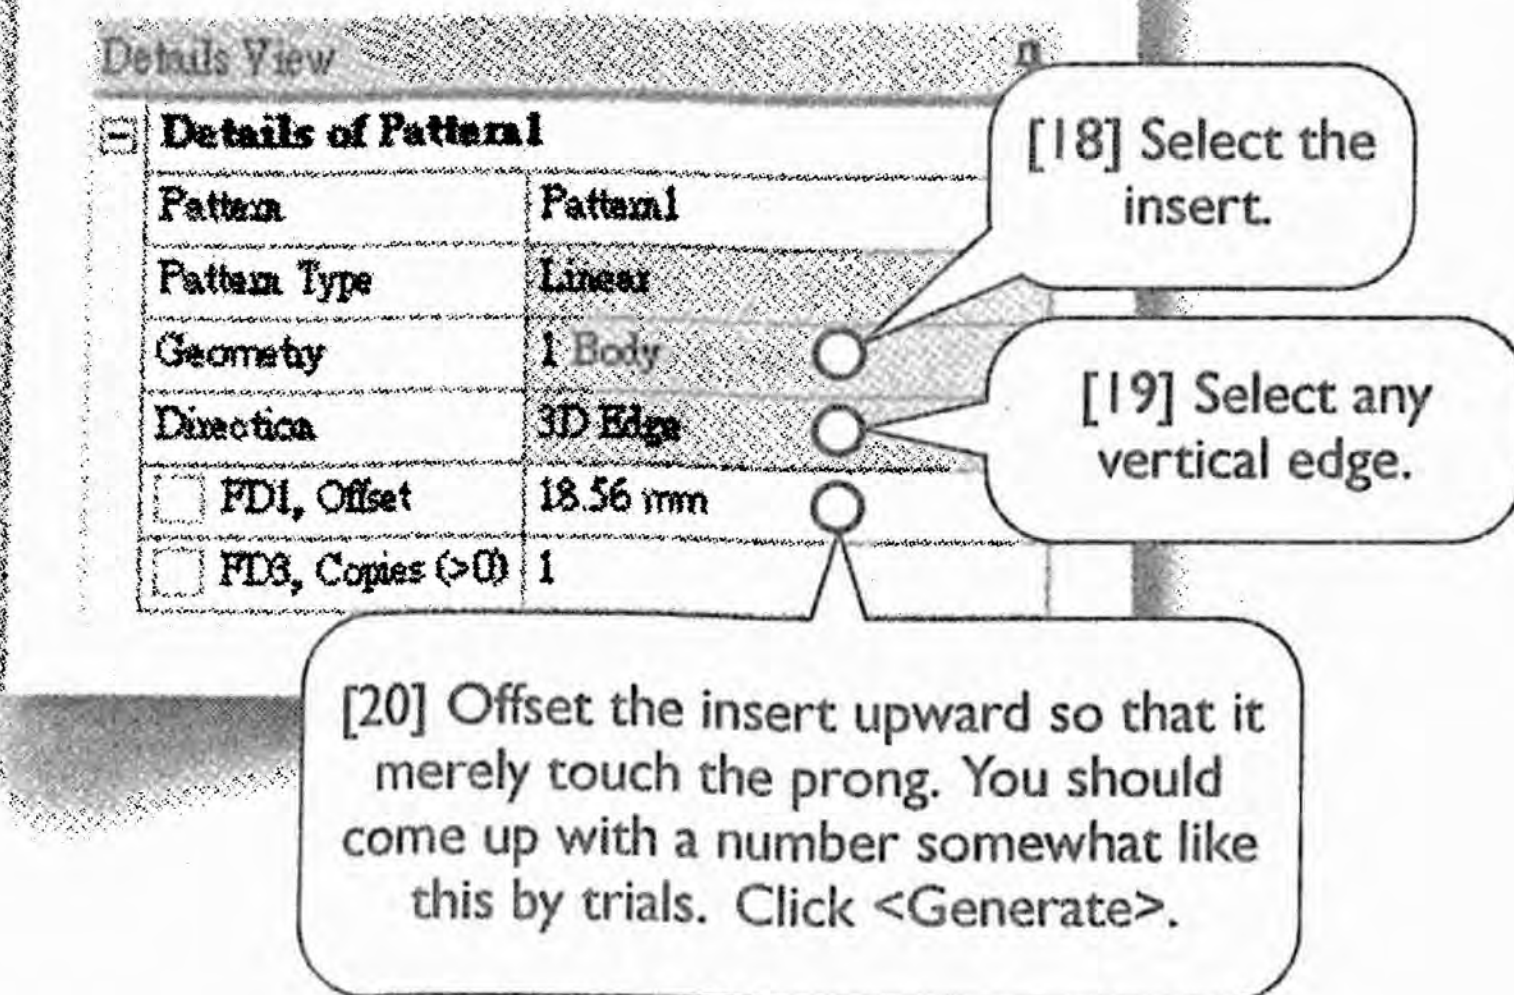 Details View
Details of Pattern1
Pattern Pattern1
Pattern Type Linear
Geometry 1 Body
Direction 3D Edge
FD1, Offset 18.56 mm
FD3, Copies (>0) 1
[18] Select the
insert.
[19] Select any
vertical edge.
[20] Offset the insert upward so that it
merely touch the prong. You should
come up with a number somewhat like
this by trials. Click <Generate>.